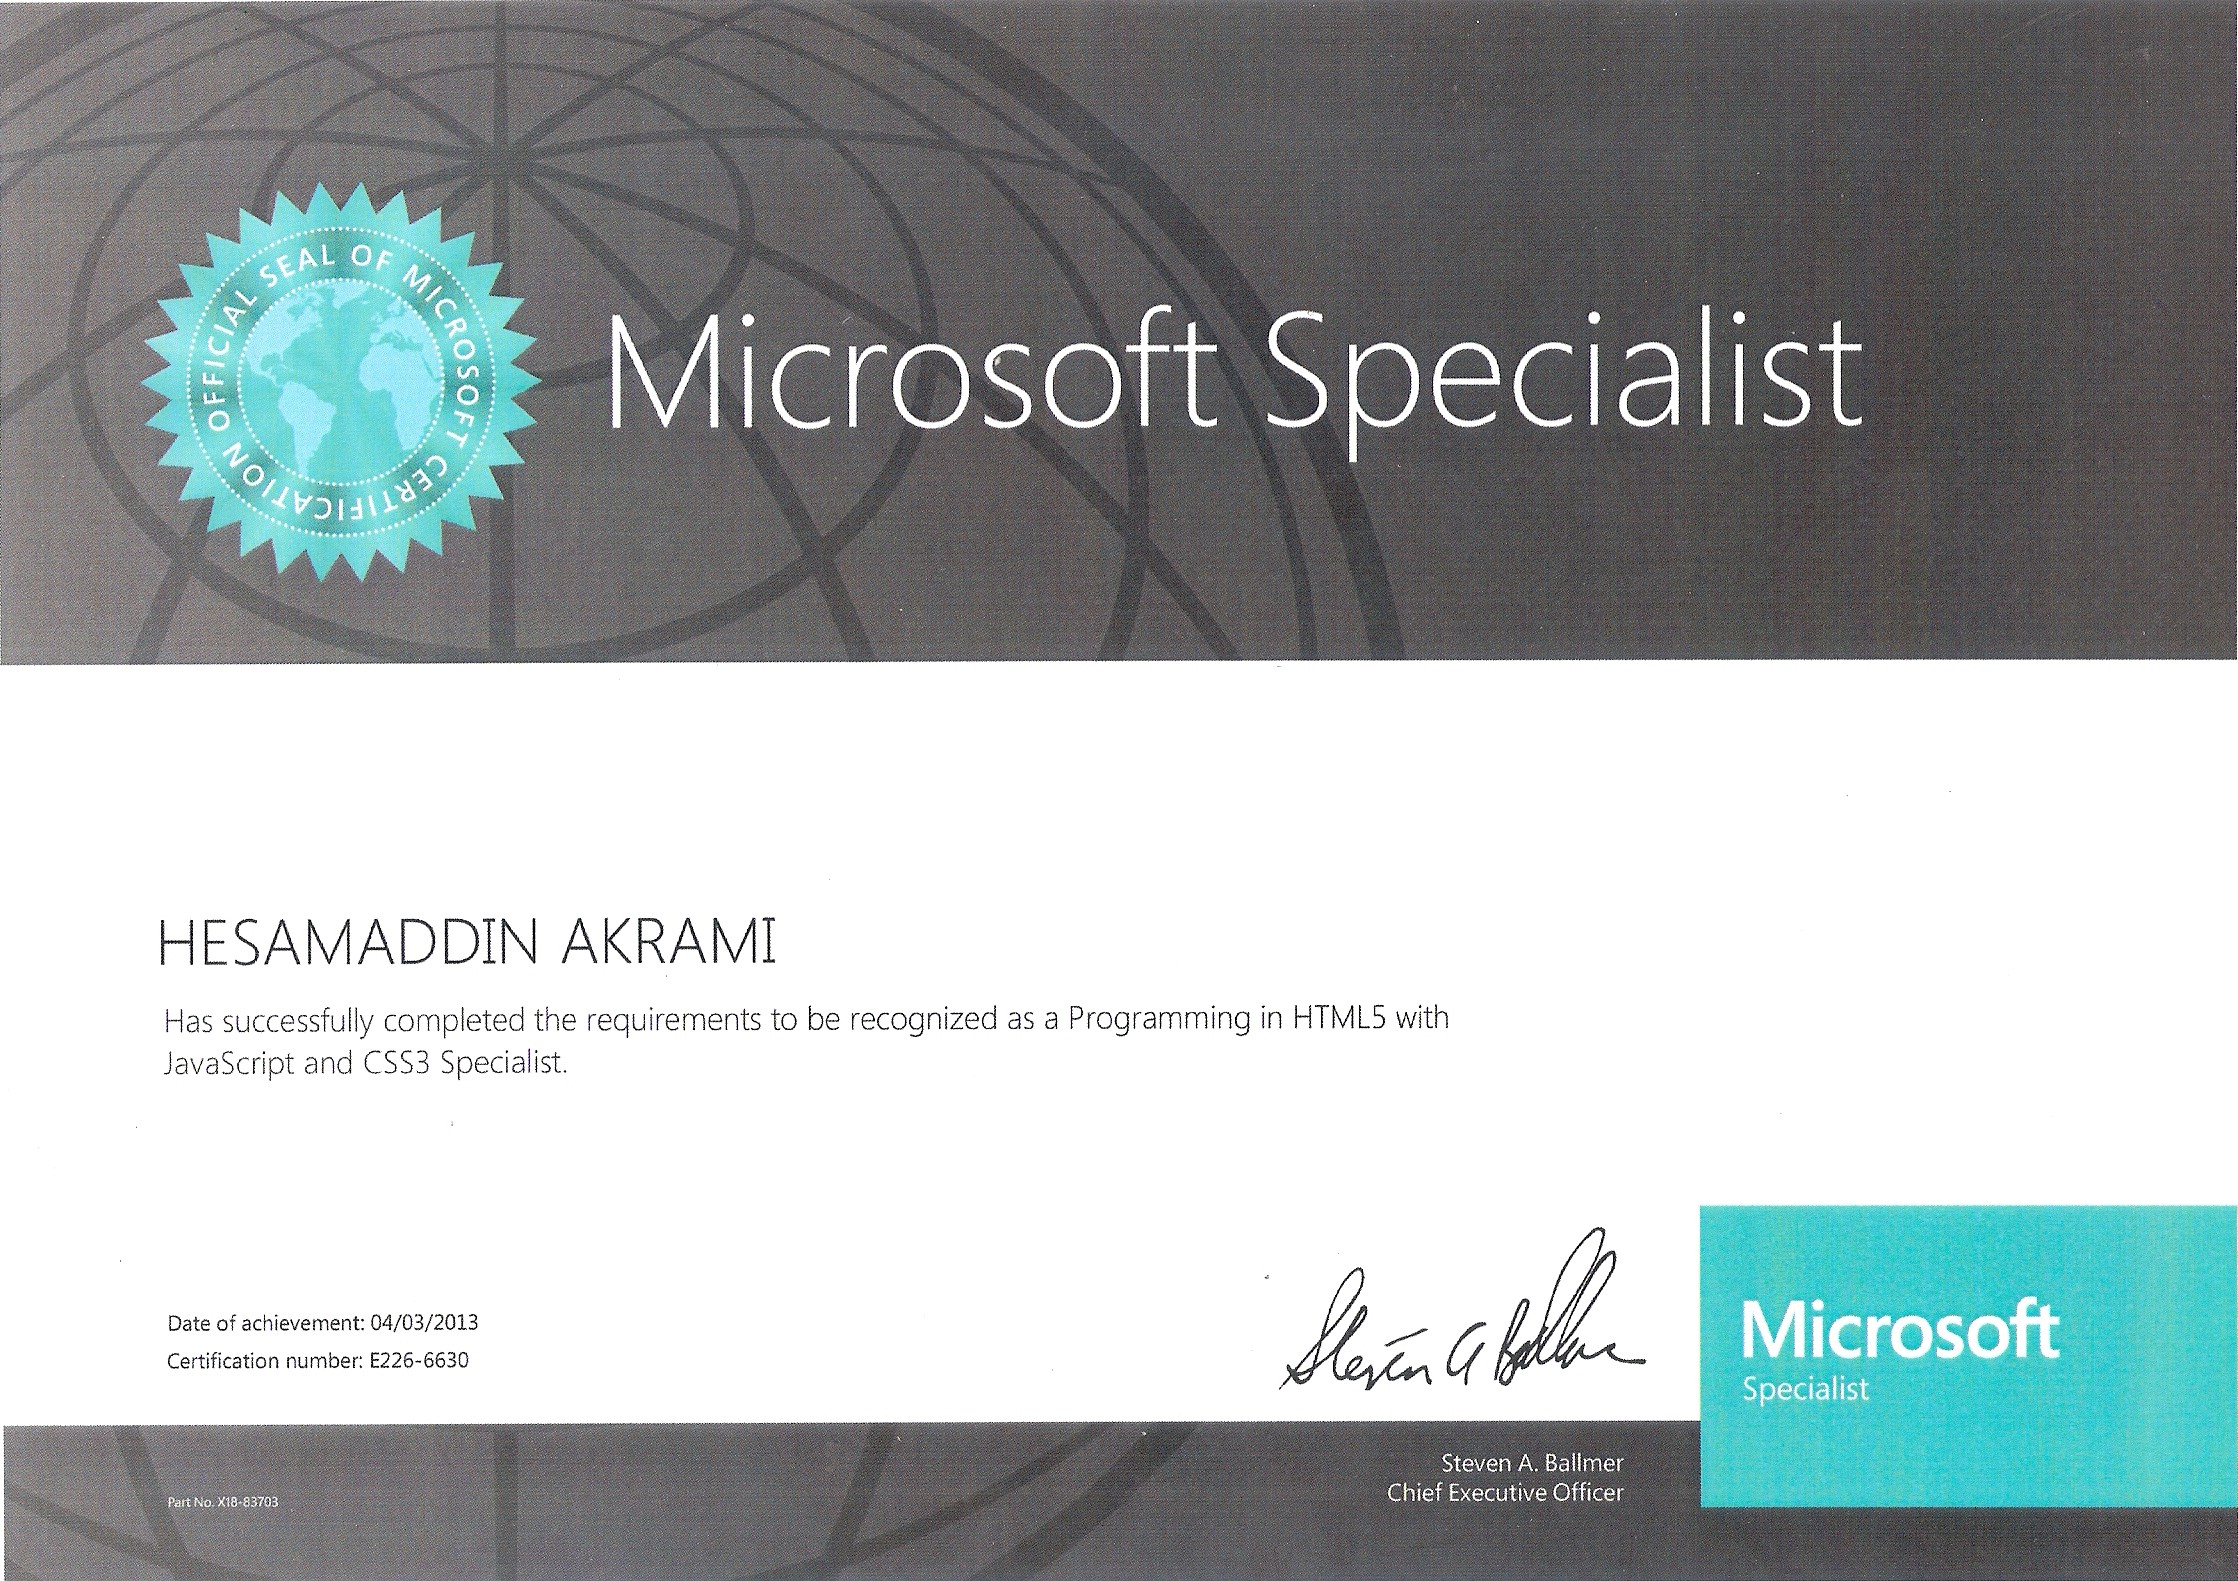 OFFICIAL SEAL OF MICROSOFT CERTIFICATION
Microsoft Specialist
HESAMADDIN AKRAMI
Has successfully completed the requirements to be recognized as a Programming in HTML5 with
JavaScript and CSS3 Specialist.
Date of achievement: 04/03/2013
Certification number: E226-6630
Steven A Ballmer
Steven A. Ballmer
Chief Executive Officer
Microsoft
Specialist
Part No. X18-83703